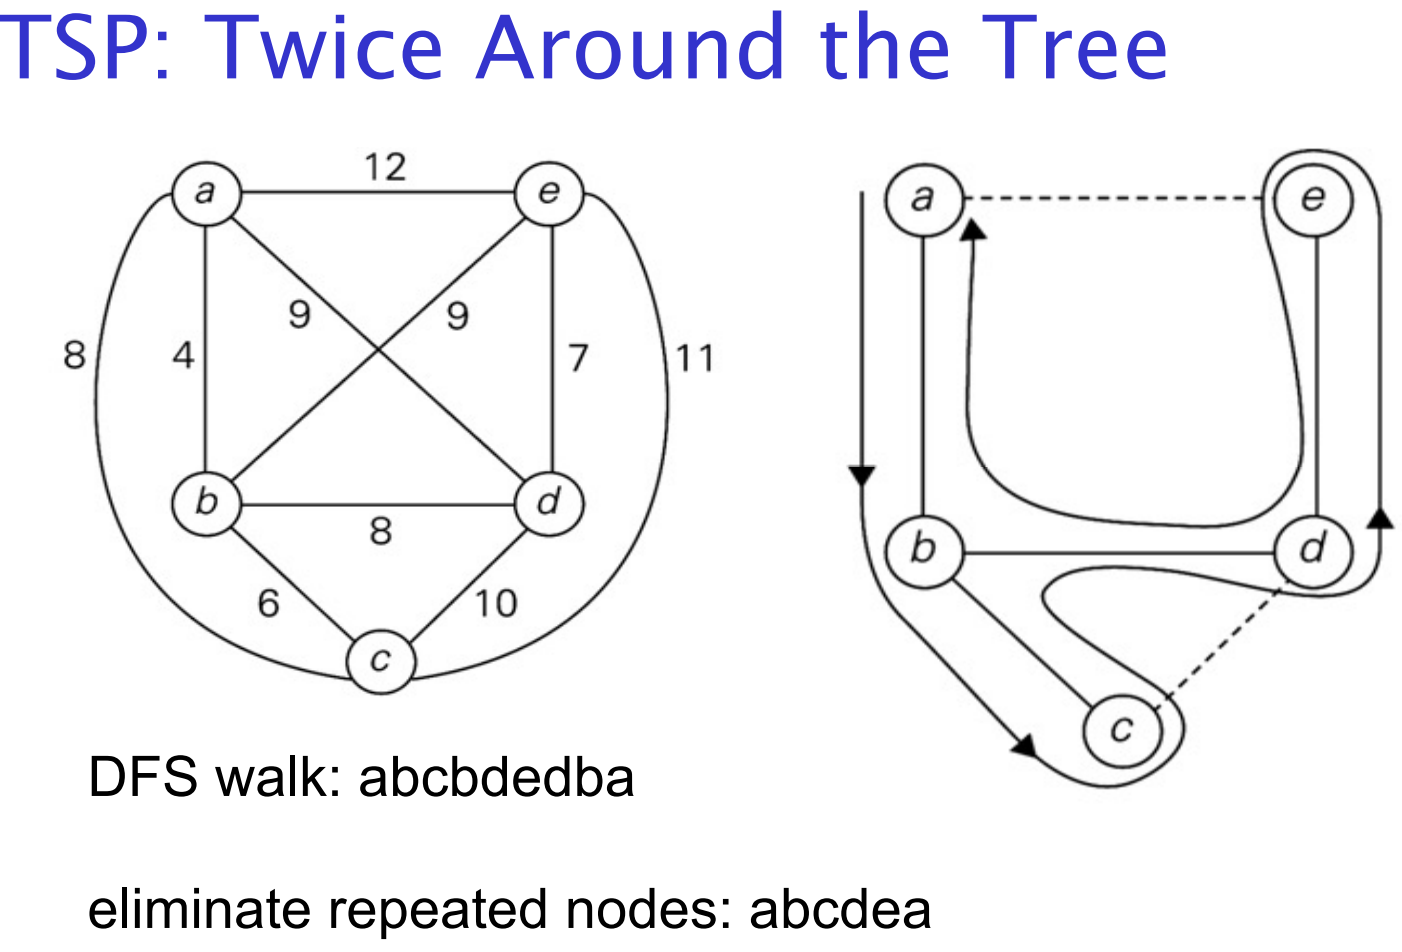 TSP: Twice Around the Tree
12
a
e
a
e
9
9
8
4
7
11
b
d
8
b
d
6
10
c
c
DFS walk: abcbdedba
eliminate repeated nodes: abcdea